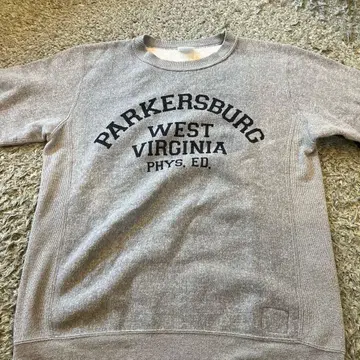 PARKERSBURG
WEST
VIRGINIA
PHYS. ED.